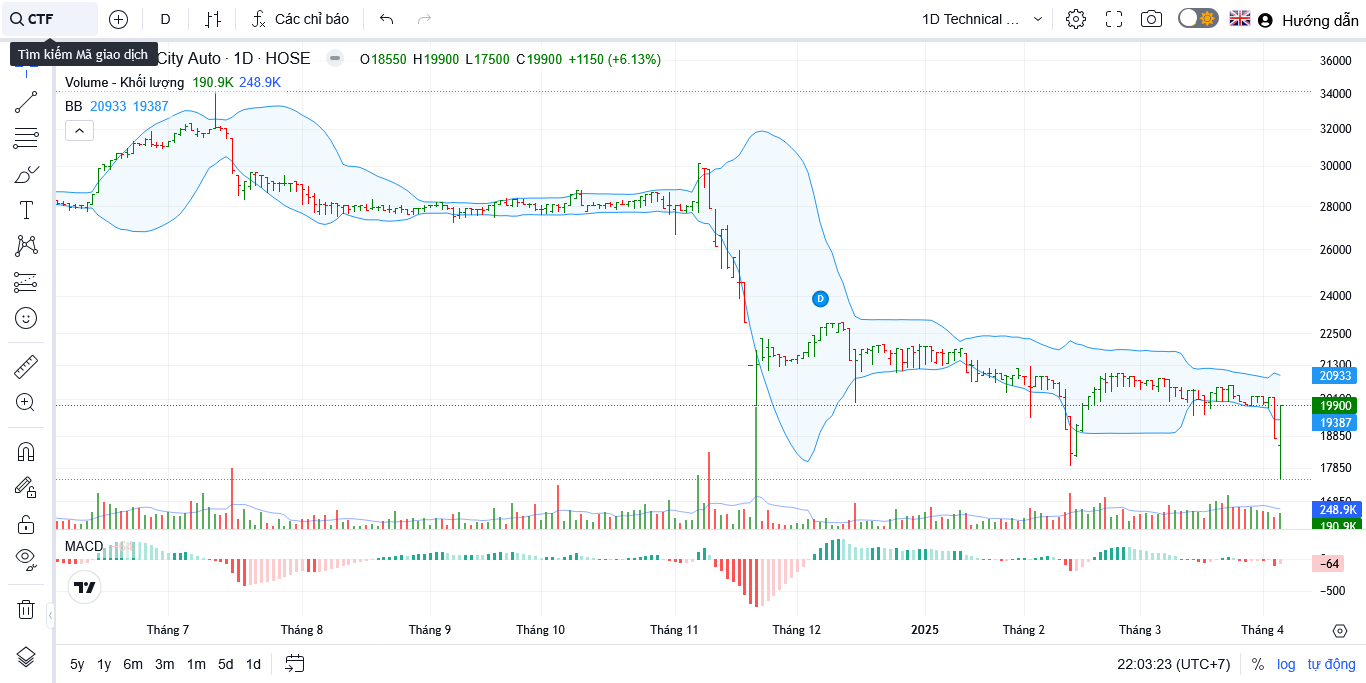 CTF
D
Các chỉ báo
1D Technical ...
Hướng dẫn
Tìm kiếm Mã giao dịch
City Auto · 1D · HOSE
O18550 H19900 L17500 C19900 +1150 (+6.13%)
Volume - Khối lượng 190.9K 248.9K
BB 20933 19387
D
36000
34000
32000
30000
28000
26000
24000
22500
21300
20933
19900
19387
18850
17850
16850
248.9K
190.9K
MACD -64
−64
−500
Tháng 7
Tháng 8
Tháng 9
Tháng 10
Tháng 11
Tháng 12
2025
Tháng 2
Tháng 3
Tháng 4
5y 1y 6m 3m 1m 5d 1d
22:03:23 (UTC+7)
%
log
tự động